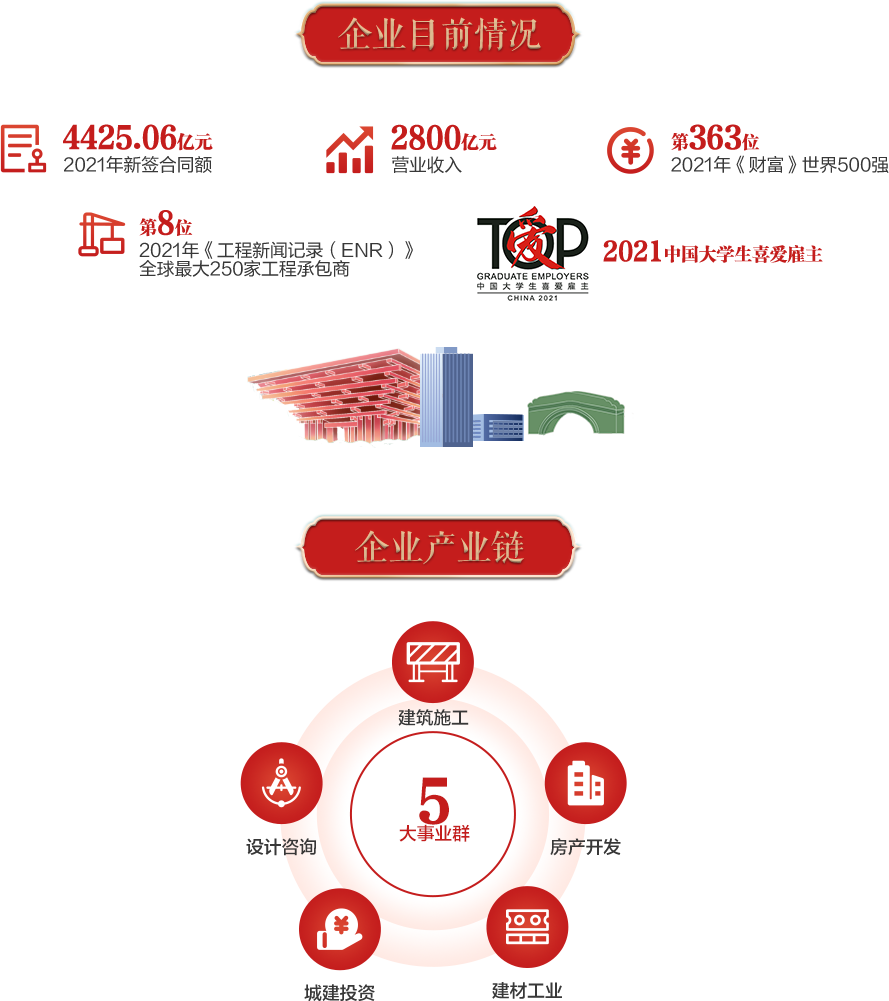 企业目前情况
4425.06亿元
2021年新签合同额
2800亿元
营业收入
第363位
2021年《财富》世界500强
第8位
2021年《工程新闻记录（ENR）》
全球最大250家工程承包商
TOP
爱
GRADUATE EMPLOYERS
中国大学生喜爱雇主
CHINA 2021
2021中国大学生喜爱雇主
企业产业链
建筑施工
5
大事业群
设计咨询
房产开发
城建投资
建材工业